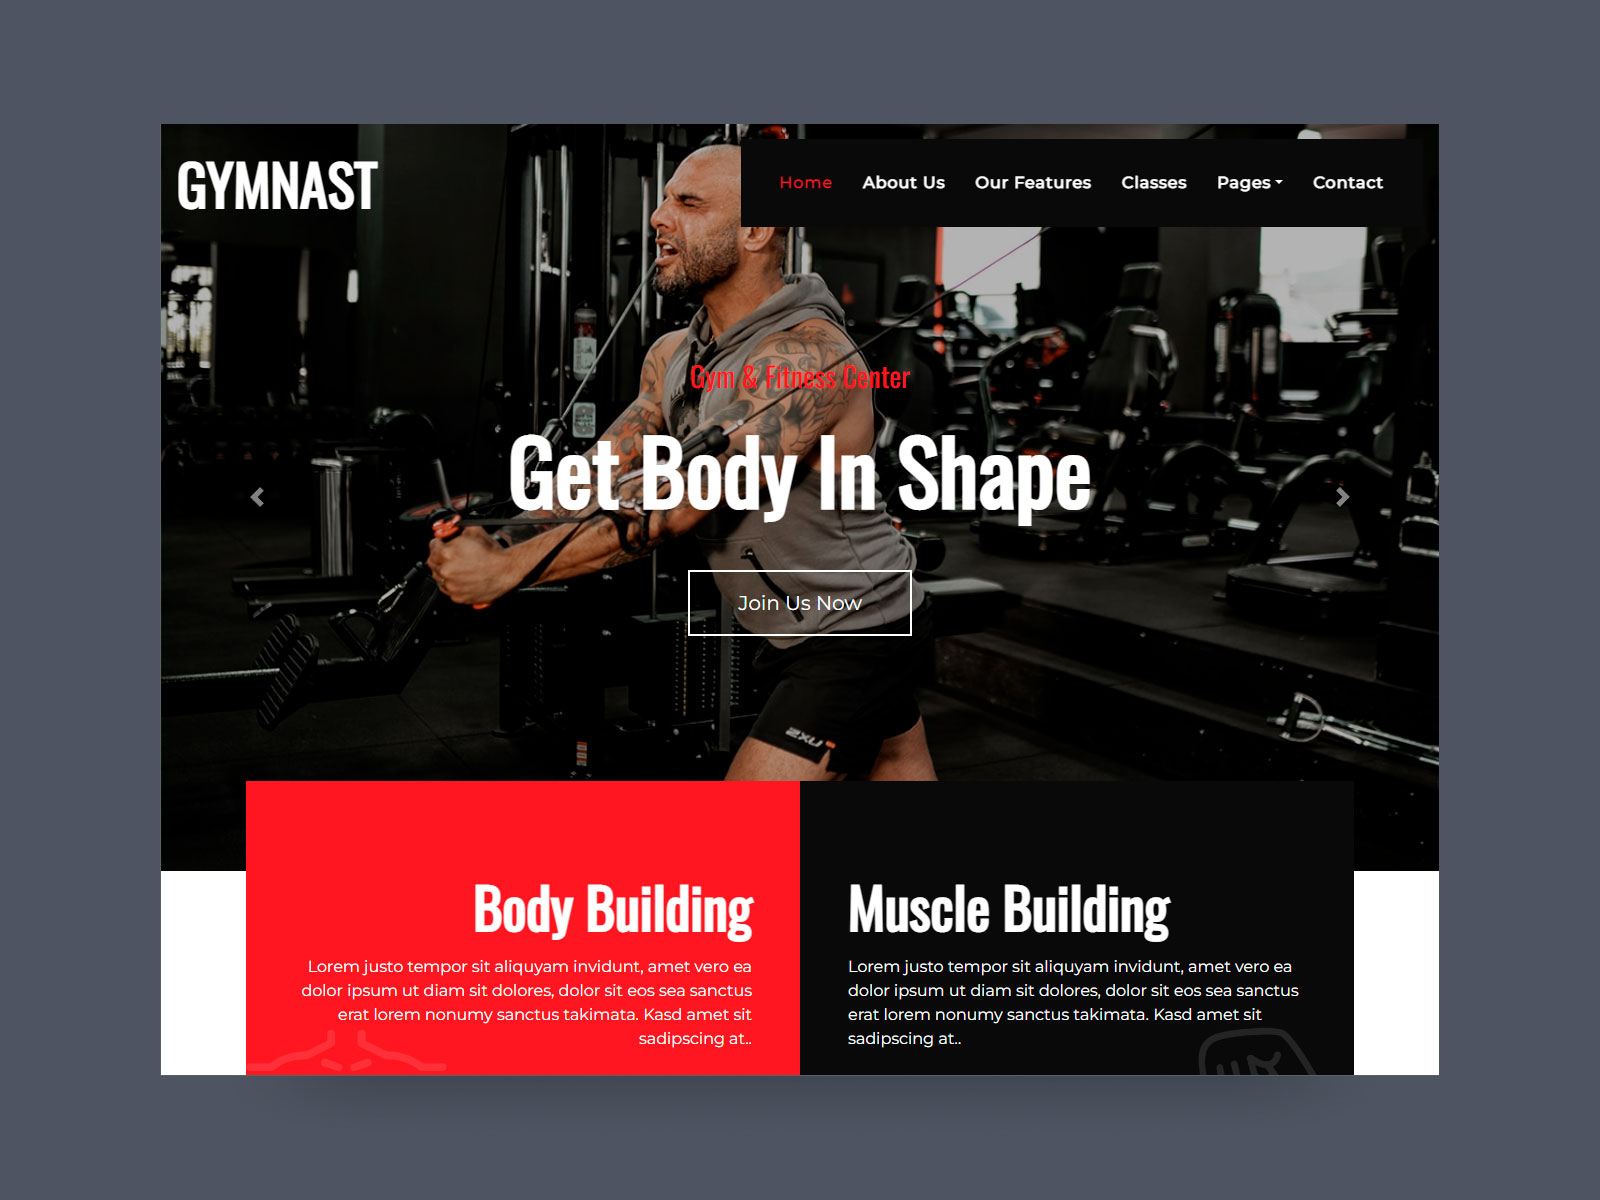 GYMNAST
Home About Us Our Features Classes Pages Contact
Gym & Fitness Center
Get Body In Shape
Join Us Now
2XU
Body Building
Lorem justo tempor sit aliquyam invidunt, amet vero ea
dolor ipsum ut diam sit dolores, dolor sit eos sea sanctus
erat lorem nonumy sanctus takimata. Kasd amet sit
sadipscing at..
Muscle Building
Lorem justo tempor sit aliquyam invidunt, amet vero ea
dolor ipsum ut diam sit dolores, dolor sit eos sea sanctus
erat lorem nonumy sanctus takimata. Kasd amet sit
sadipscing at..